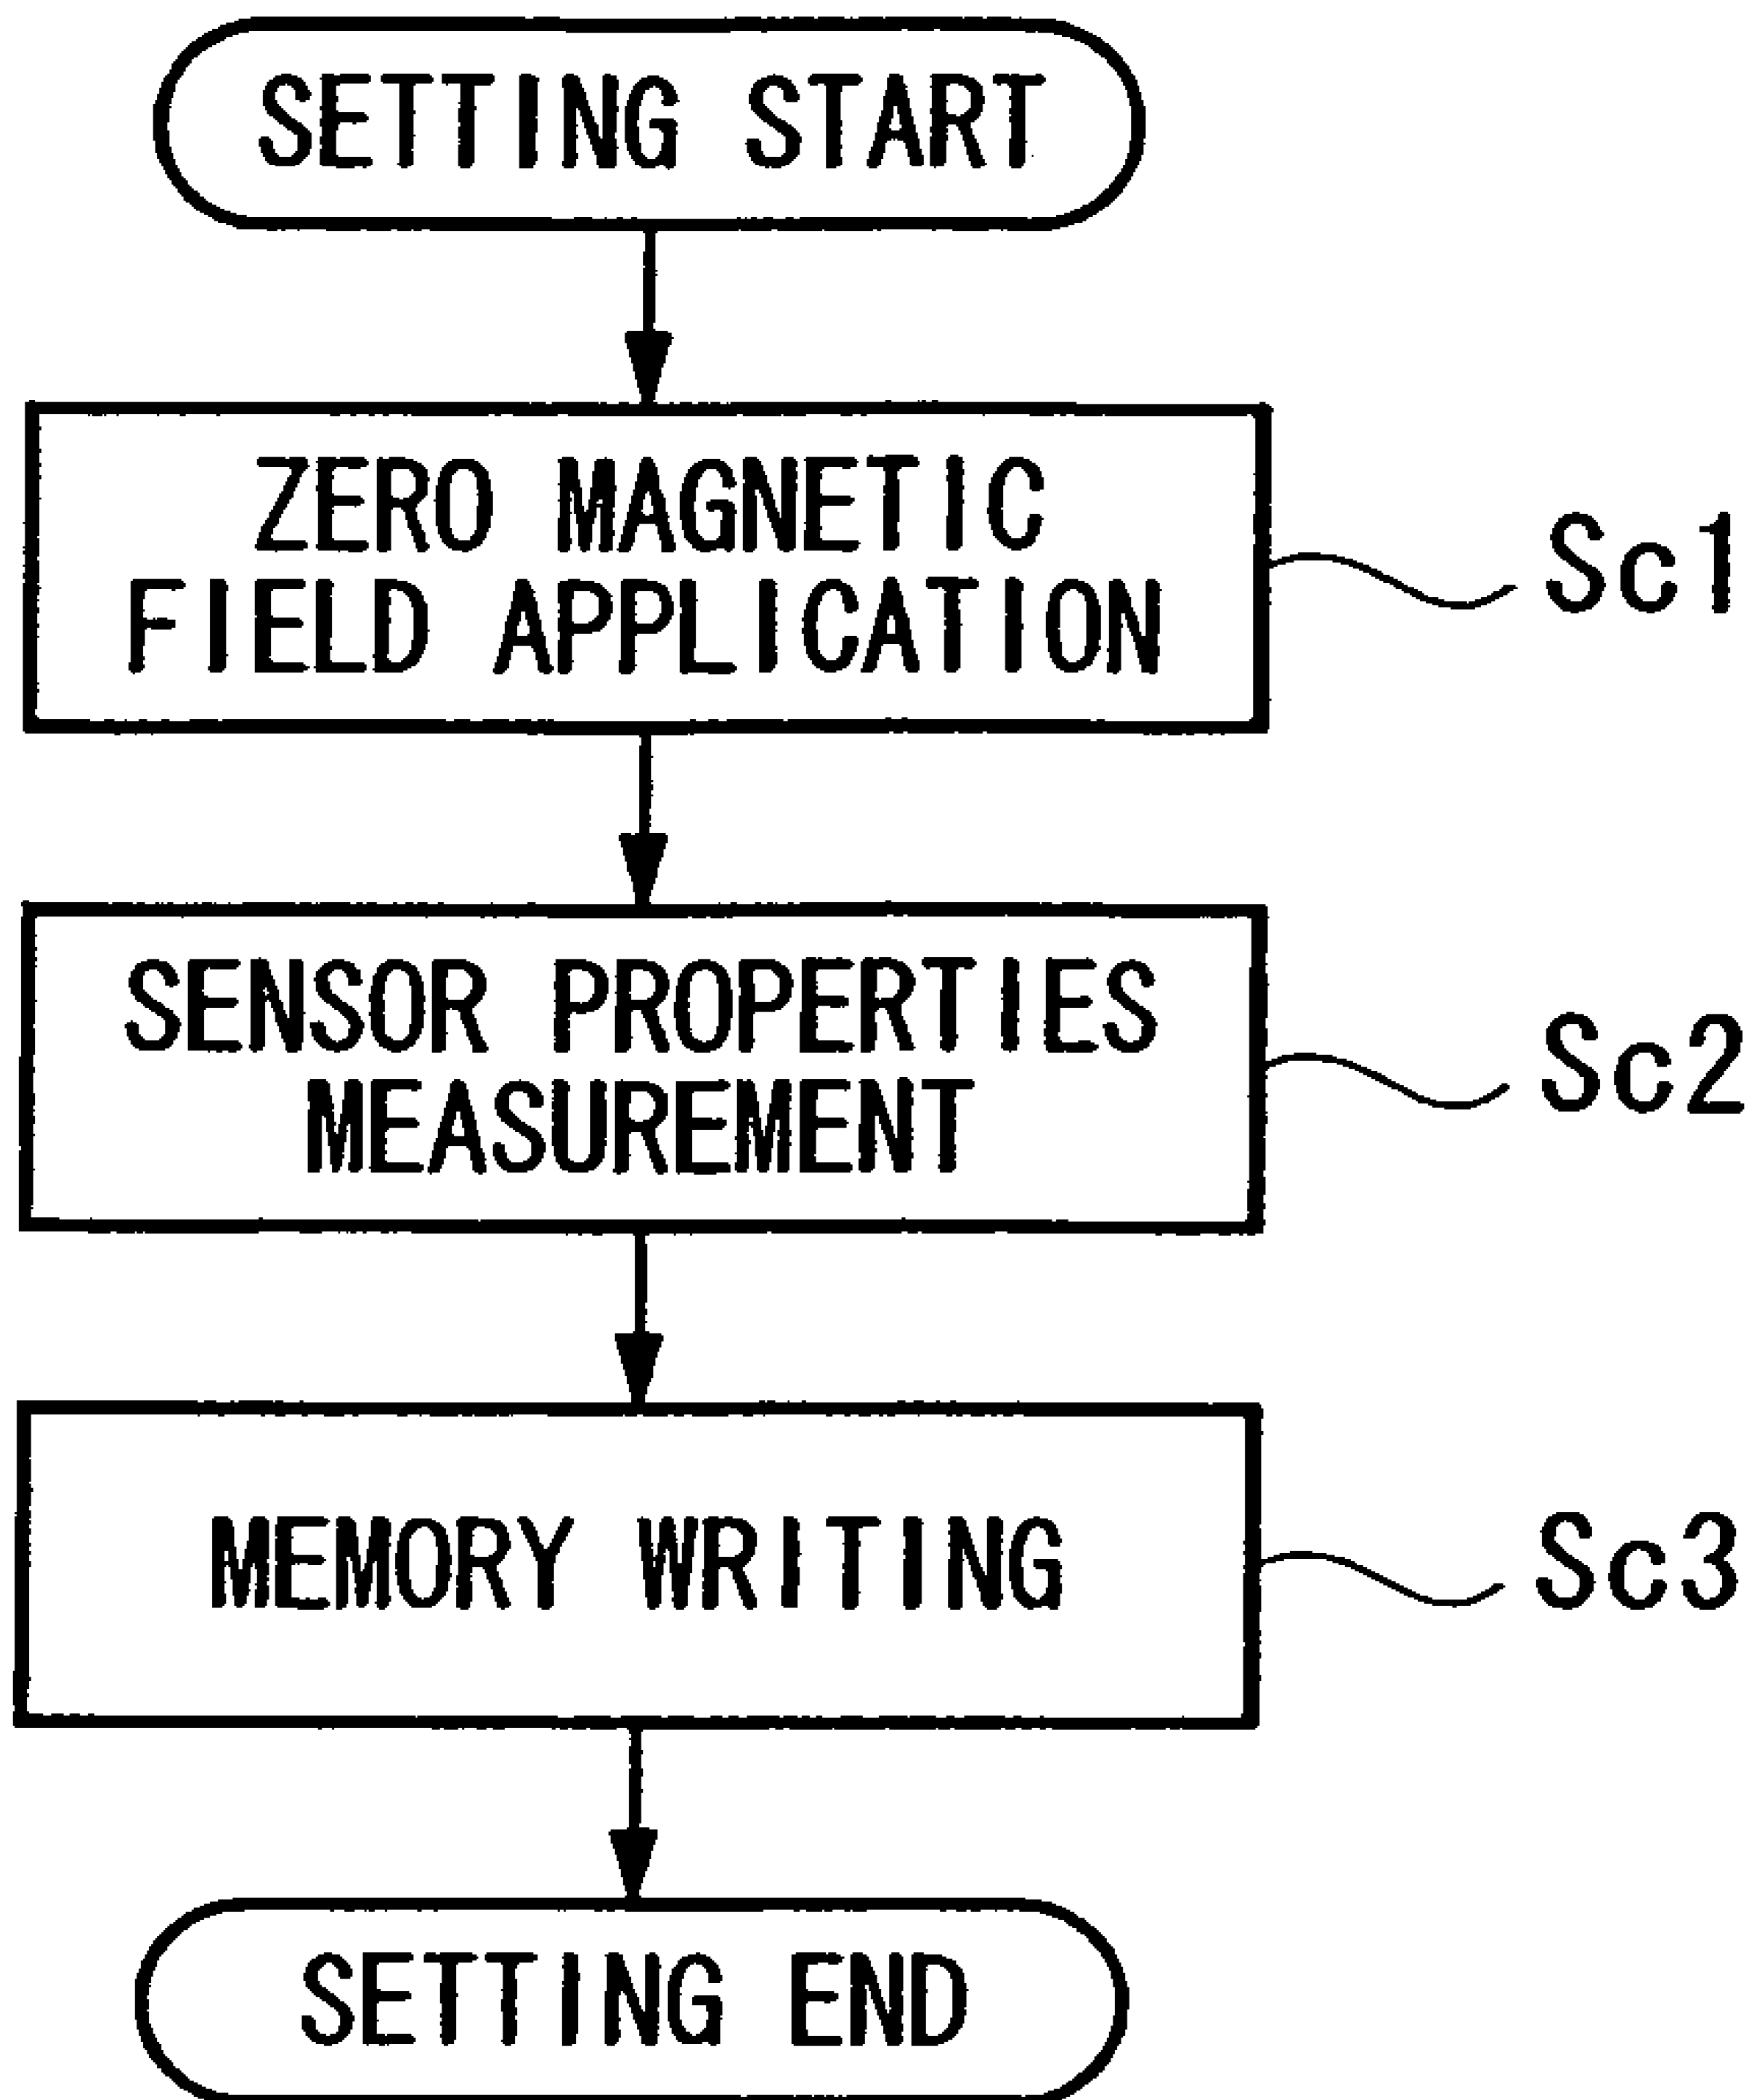 SETTING START
ZERO MAGNETIC
FIELD APPLICATION
Sc1
SENSOR PROPERTIES
MEASUREMENT
Sc2
MEMORY WRITING
Sc3
SETTING END